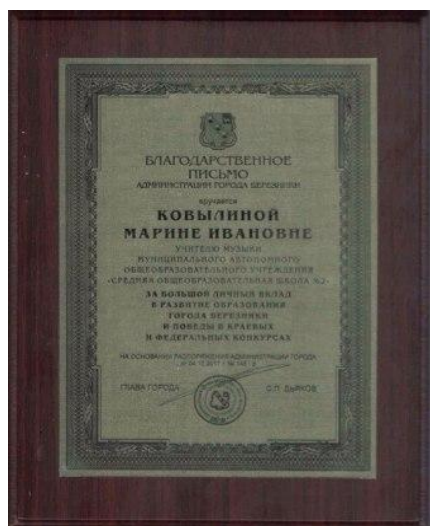 БЛАГОДАРСТВЕННОЕ
ПИСЬМО
АДМИНИСТРАЦИИ ГОРОДА БЕРЕЗНИКИ
вручается
КОВЫЛИНОЙ
МАРИНЕ ИВАНОВНЕ
УЧИТЕЛЮ МУЗЫКИ
МУНИЦИПАЛЬНОГО АВТОНОМНОГО
ОБЩЕОБРАЗОВАТЕЛЬНОГО УЧРЕЖДЕНИЯ
«СРЕДНЯЯ ОБЩЕОБРАЗОВАТЕЛЬНАЯ ШКОЛА №2»
ЗА БОЛЬШОЙ ЛИЧНЫЙ ВКЛАД
В РАЗВИТИЕ ОБРАЗОВАНИЯ
ГОРОДА БЕРЕЗНИКИ
И ПОБЕДЫ В КРАЕВЫХ
И ФЕДЕРАЛЬНЫХ КОНКУРСАХ
НА ОСНОВАНИИ РАСПОРЯЖЕНИЯ АДМИНИСТРАЦИИ ГОРОДА
ГЛАВА ГОРОДА С.П. ДЬЯКОВ